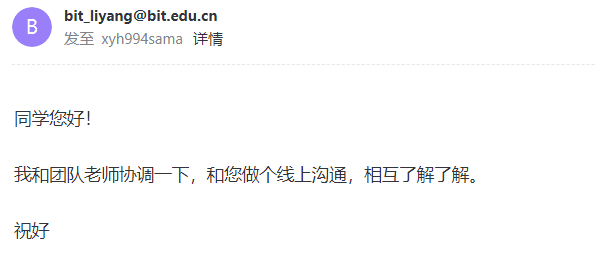 B
bit_liyang@bit.edu.cn
发至 xyh994sama 详情
同学您好！
我和团队老师协调一下，和您做个线上沟通，相互了解了解。
祝好